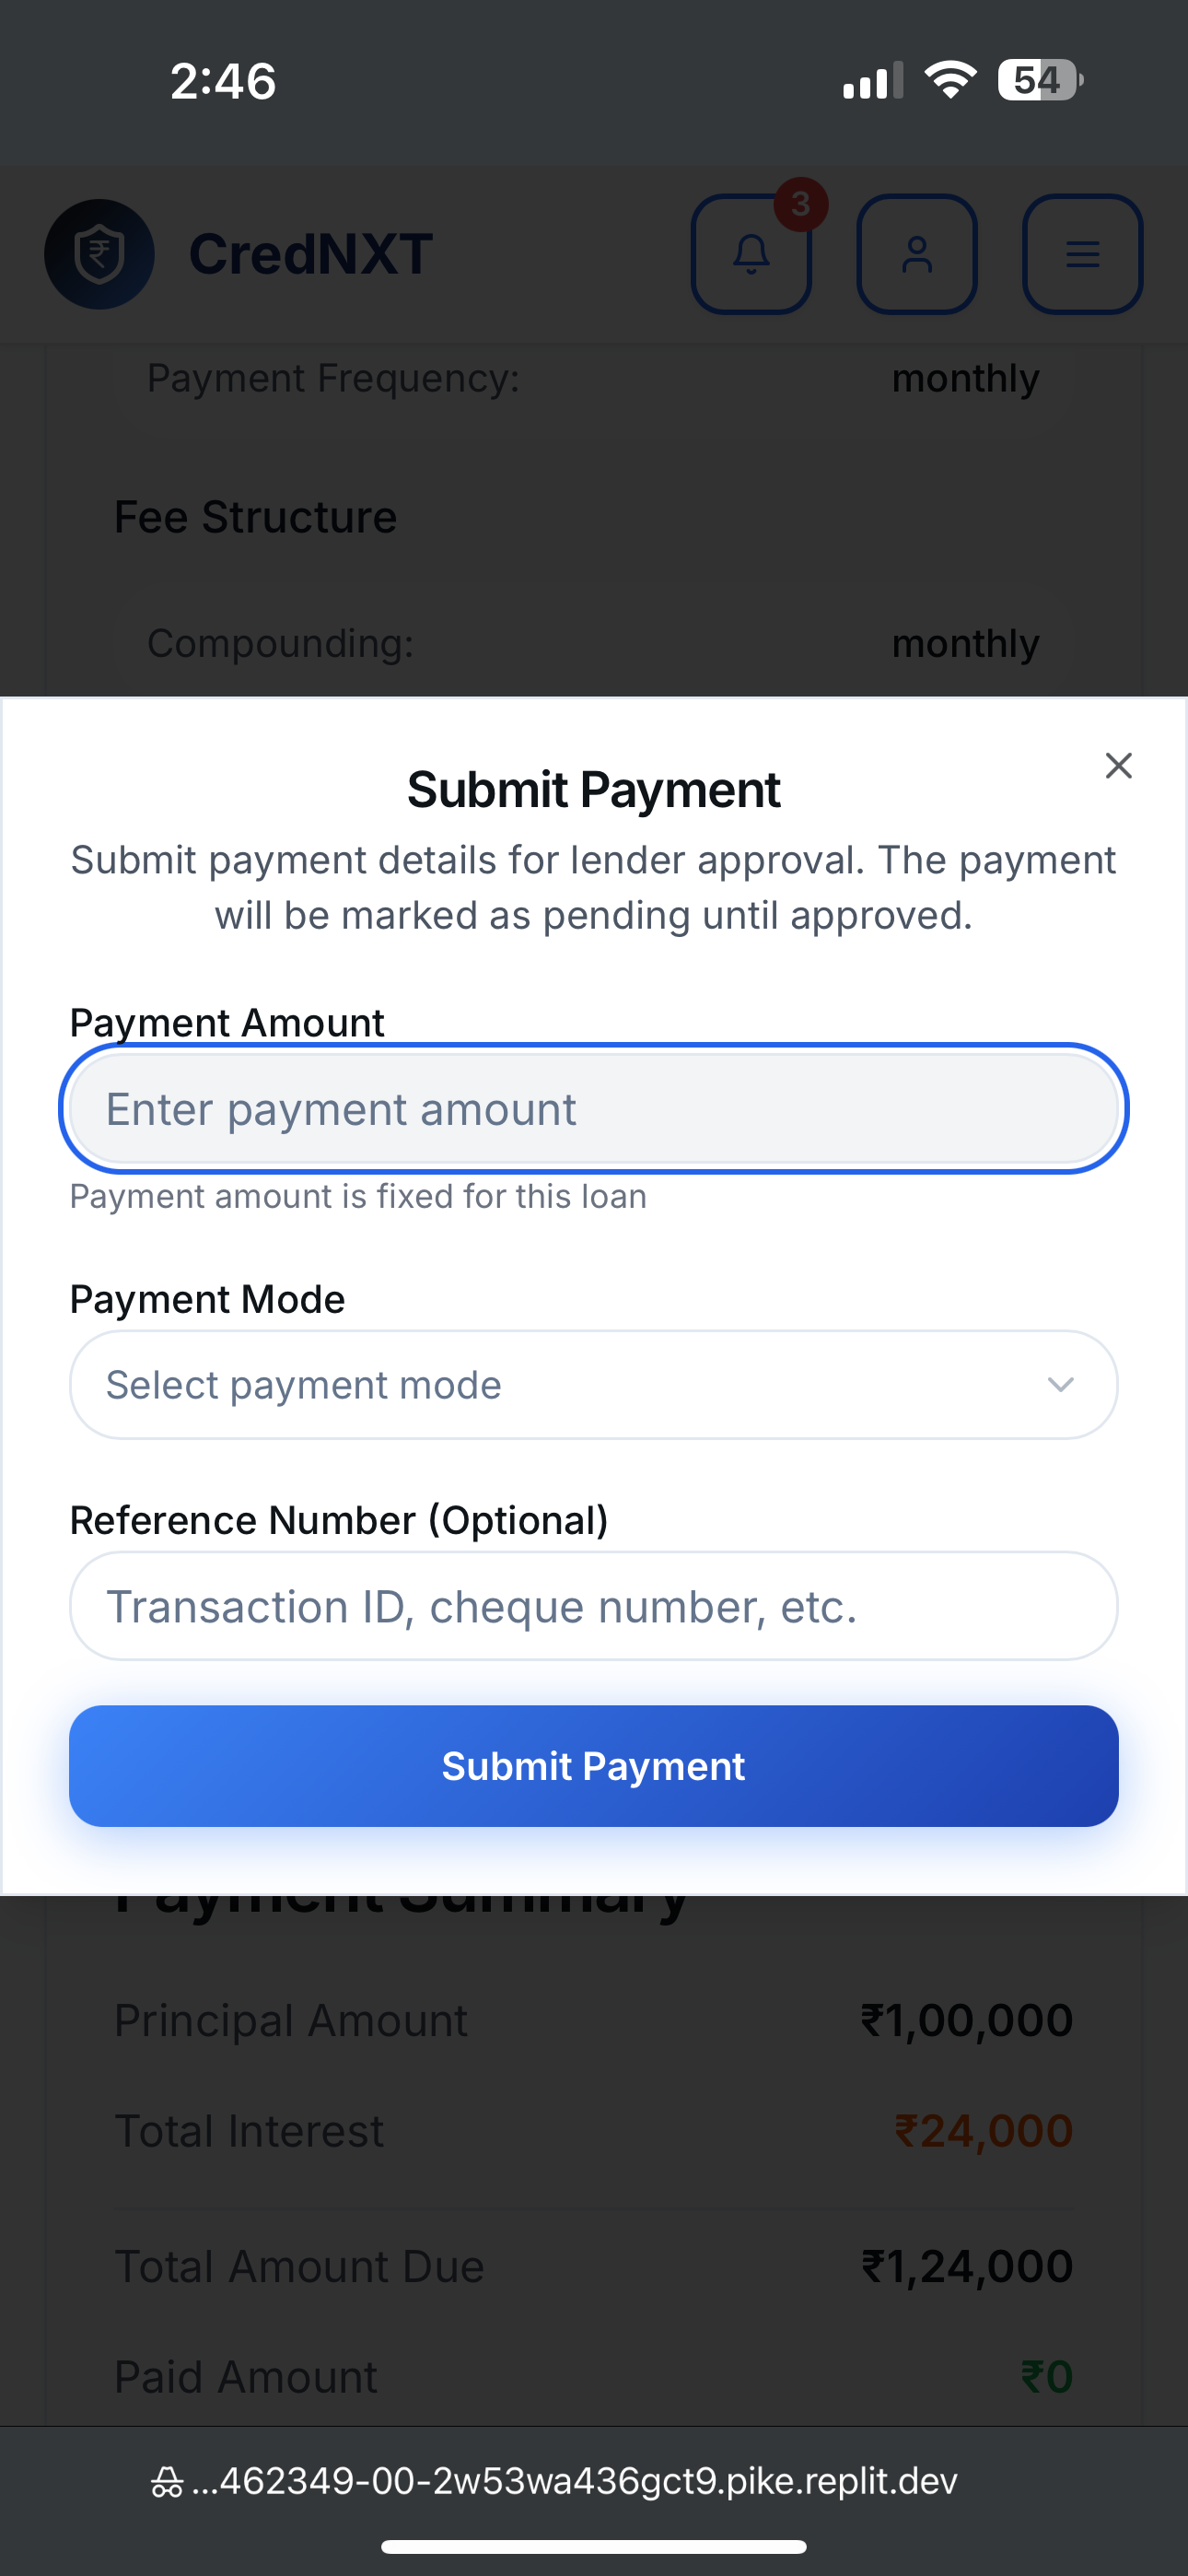 2:46
54
CredNXT
3
Payment Frequency: monthly
Fee Structure
Compounding: monthly
Submit Payment
Submit payment details for lender approval. The payment
will be marked as pending until approved.
Payment Amount
Enter payment amount
Payment amount is fixed for this loan
Payment Mode
Select payment mode
Reference Number (Optional)
Transaction ID, cheque number, etc.
Submit Payment
Payment Summary
Principal Amount ₹1,00,000
Total Interest ₹24,000
Total Amount Due ₹1,24,000
Paid Amount ₹0
...462349-00-2w53wa436gct9.pike.replit.dev